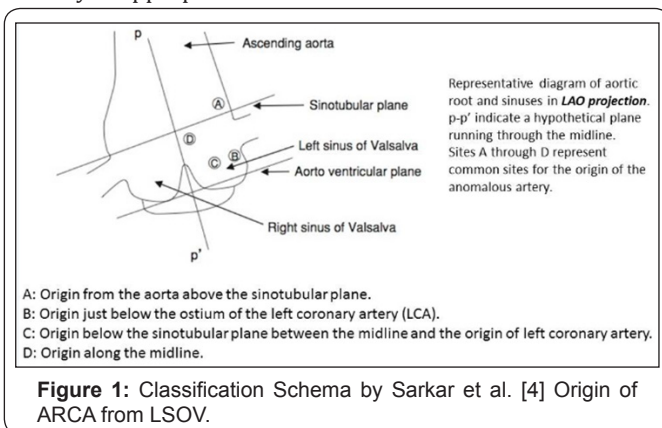 p
Ascending aorta
A
Sinotubular plane
D
Left sinus of Valsalva
B
C
Aorto ventricular plane
Right sinus of Valsalva
p'
Representative diagram of aortic
root and sinuses in LAO projection.
p-p' indicate a hypothetical plane
running through the midline.
Sites A through D represent
common sites for the origin of the
anomalous artery.
A: Origin from the aorta above the sinotubular plane.
B: Origin just below the ostium of the left coronary artery (LCA).
C: Origin below the sinotubular plane between the midline and the origin of left coronary artery.
D: Origin along the midline.
Figure 1: Classification Schema by Sarkar et al. [4] Origin of
ARCA from LSOV.